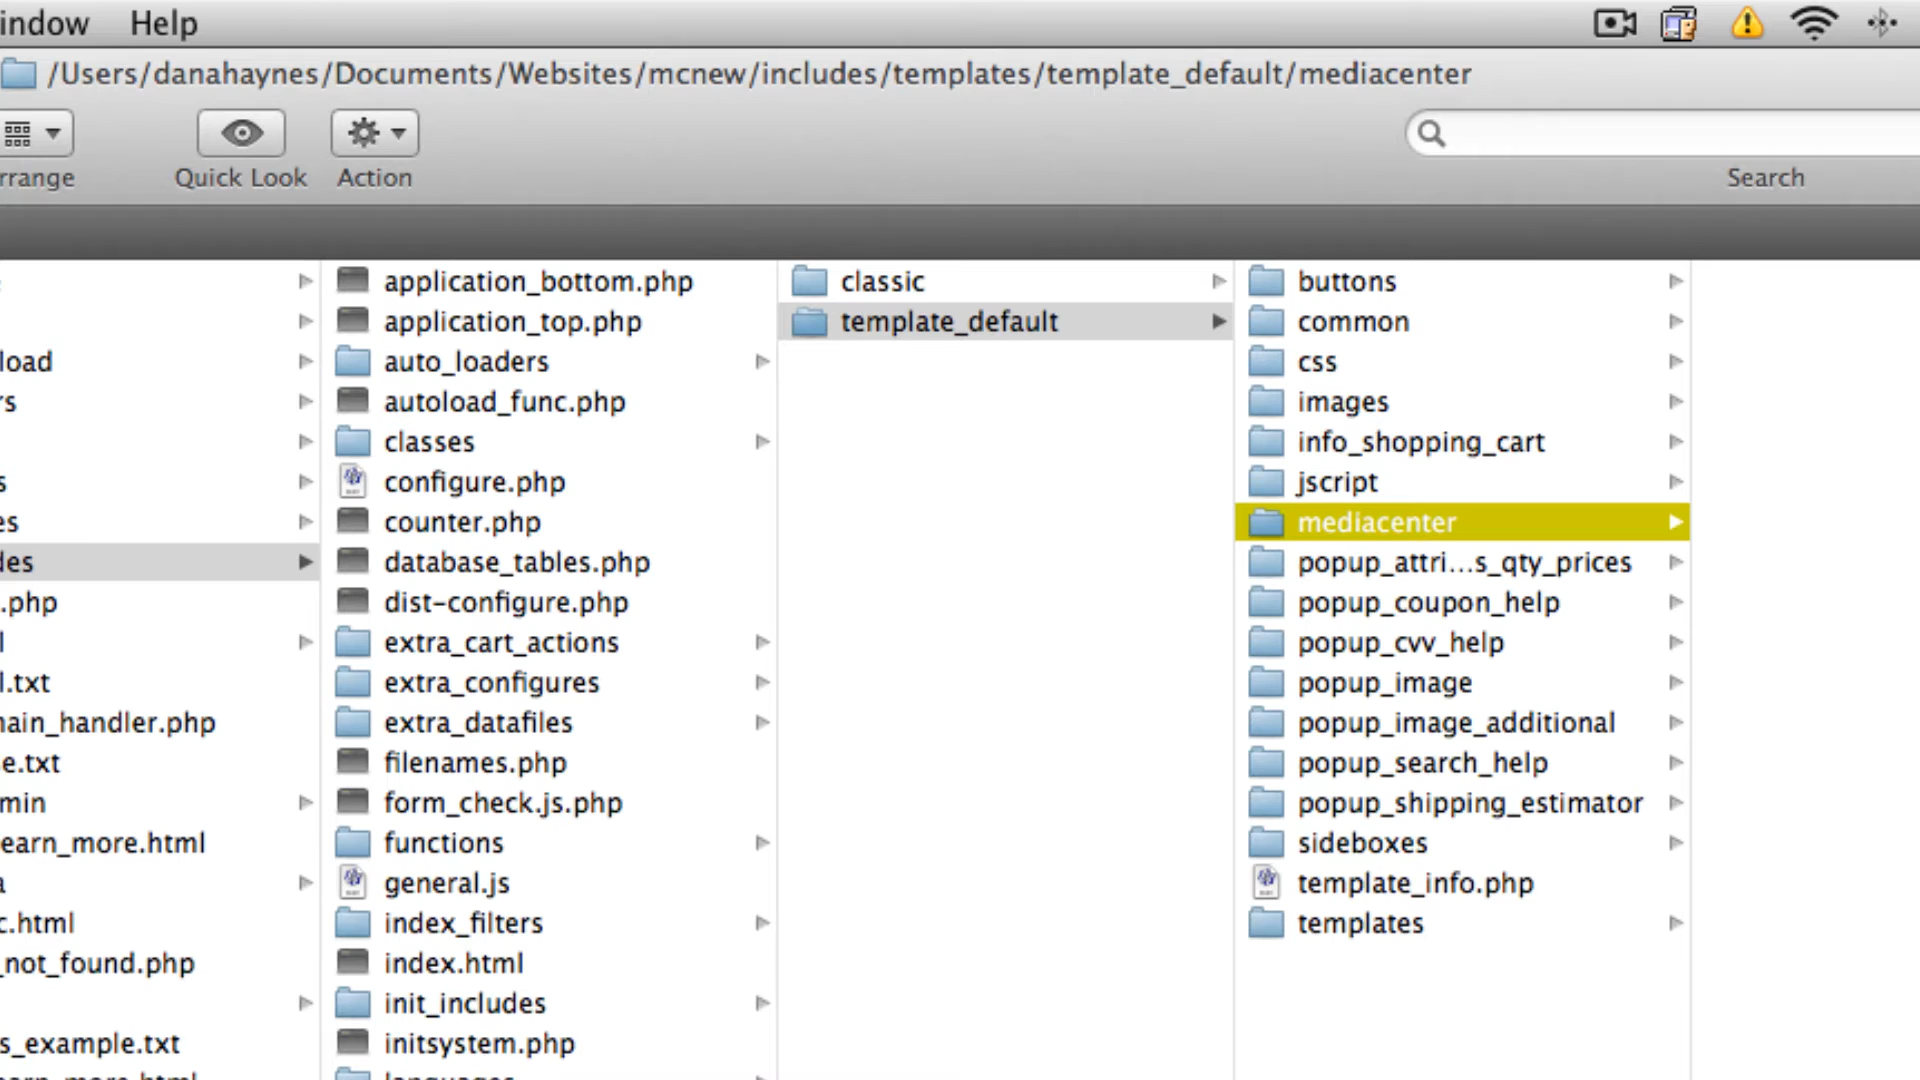 indow Help
/Users/danahaynes/Documents/Websites/mcnew/includes/templates/template_default/mediacenter
rrange Quick Look Action Search
load
rs
s
es
des
.php
l
l.txt
nain_handler.php
e.txt
min
earn_more.html
a
c.html
_not_found.php
s_example.txt
application_bottom.php
application_top.php
auto_loaders
autoload_func.php
classes
configure.php
counter.php
database_tables.php
dist-configure.php
extra_cart_actions
extra_configures
extra_datafiles
filenames.php
form_check.js.php
functions
general.js
index_filters
index.html
init_includes
initsystem.php
languages
classic
template_default
buttons
common
css
images
info_shopping_cart
jscript
mediacenter
popup_attri...s_qty_prices
popup_coupon_help
popup_cvv_help
popup_image
popup_image_additional
popup_search_help
popup_shipping_estimator
sideboxes
template_info.php
templates